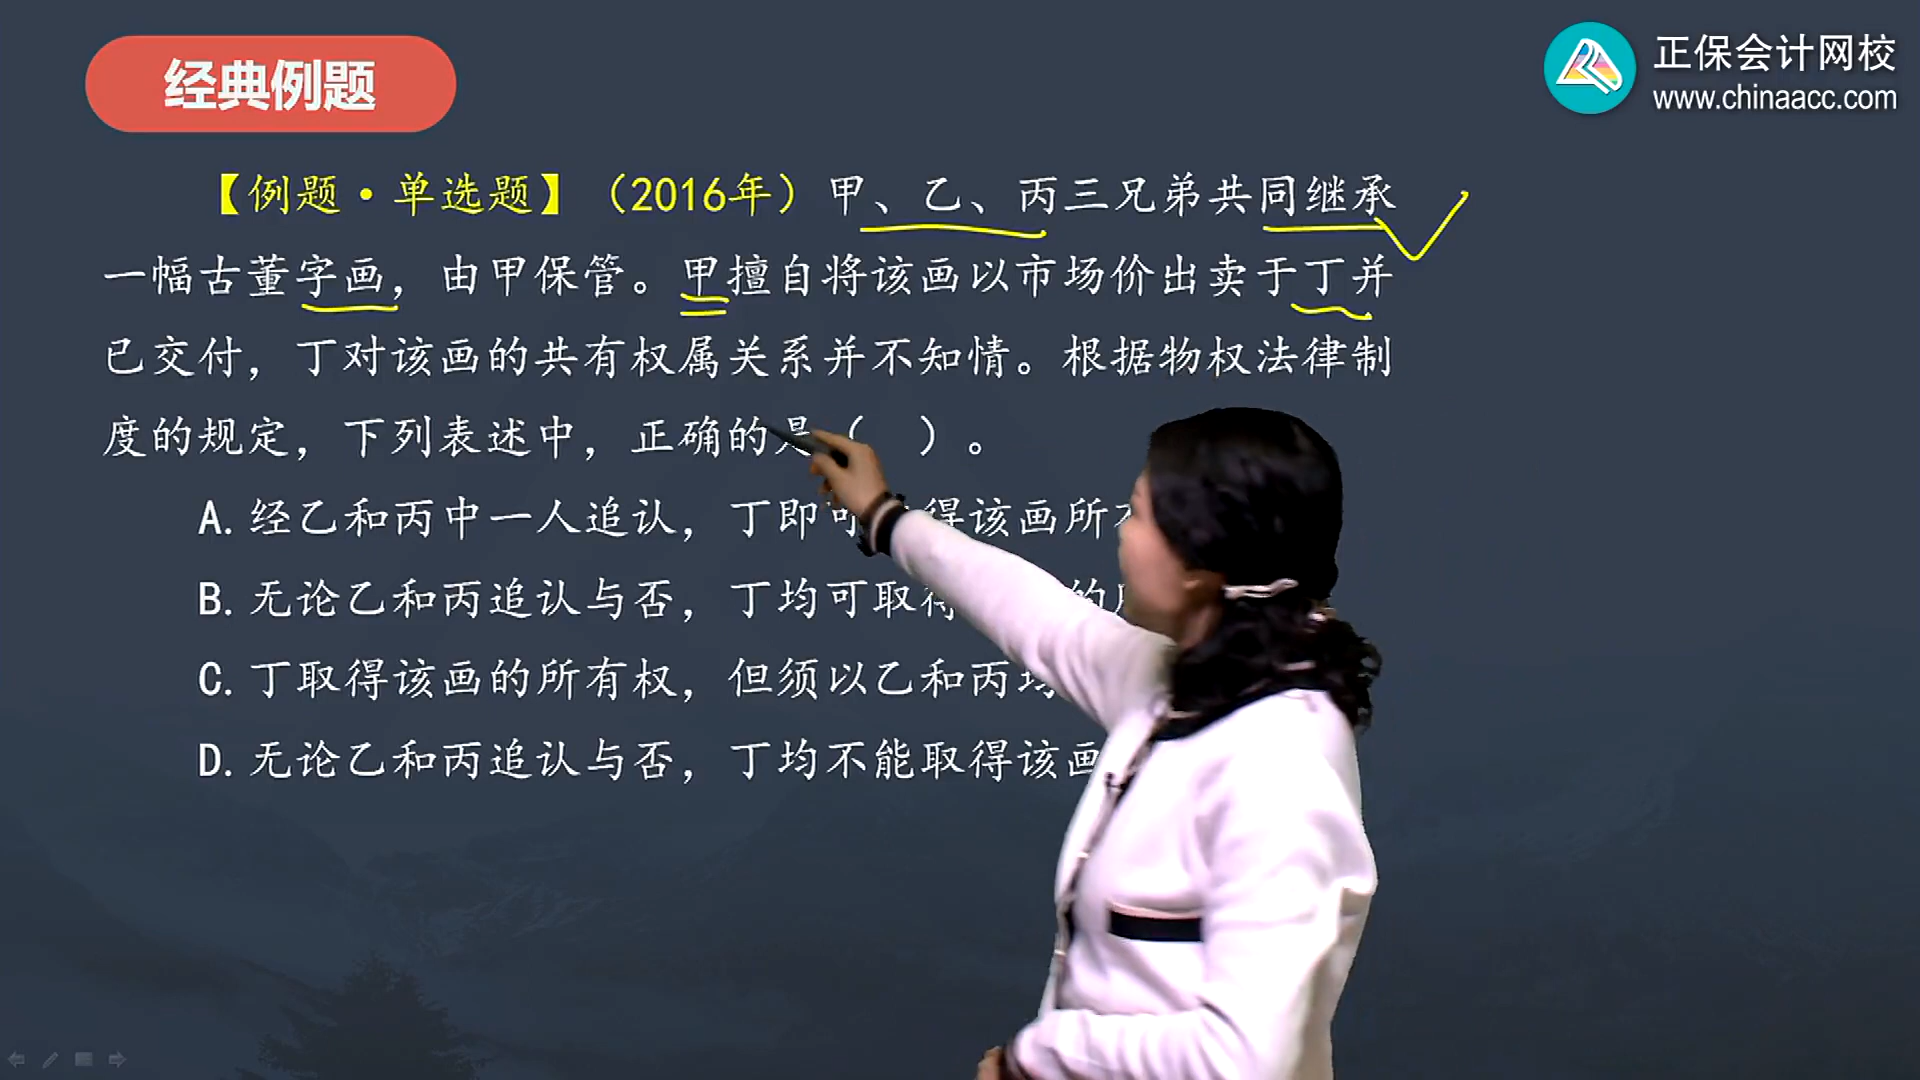 经典例题
正保会计网校
www.chinaacc.com
【例题·单选题】（2016年）甲、乙、丙三兄弟共同继承
一幅古董字画，由甲保管。甲擅自将该画以市场价出卖于丁并
已交付，丁对该画的共有权属关系并不知情。根据物权法律制
度的规定，下列表述中，正确的是（ ）。
A.经乙和丙中一人追认，丁即可得该画所
B.无论乙和丙追认与否，丁均可取得的
C.丁取得该画的所有权，但须以乙和丙均
D.无论乙和丙追认与否，丁均不能取得该画